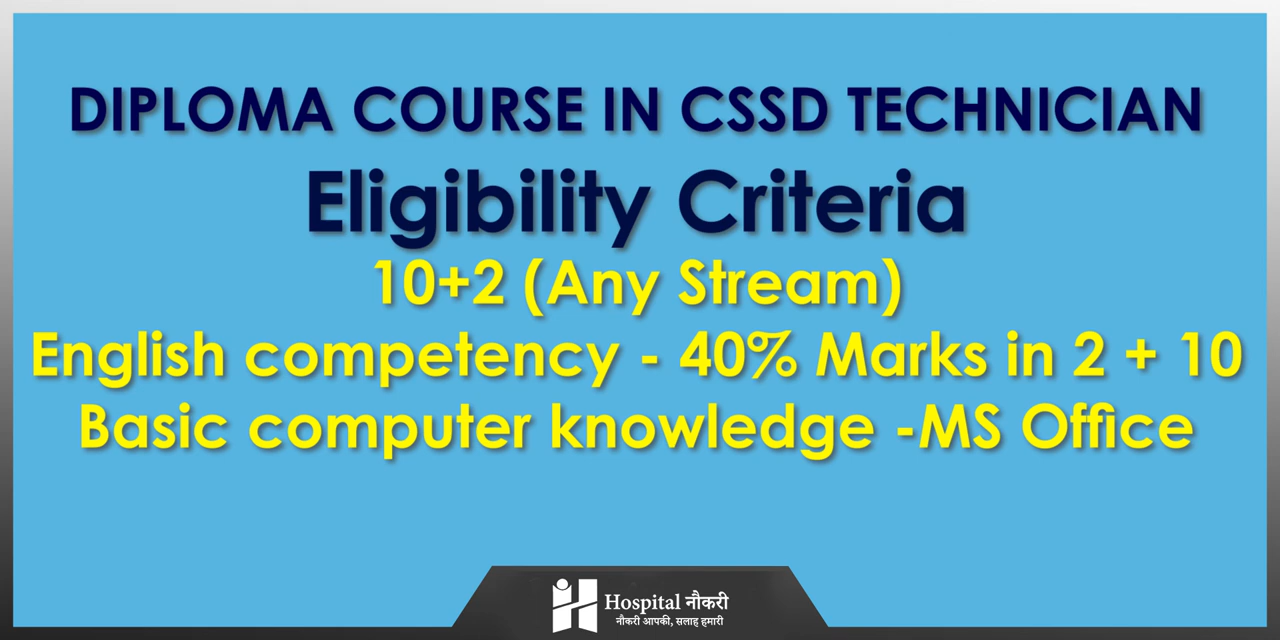 DIPLOMA COURSE IN CSSD TECHNICIAN
Eligibility Criteria
10+2 (Any Stream)
English competency - 40% Marks in 2 + 10
Basic computer knowledge -MS Office
Hospital नौकरी
नौकरी आपकी, सलाह हमारी